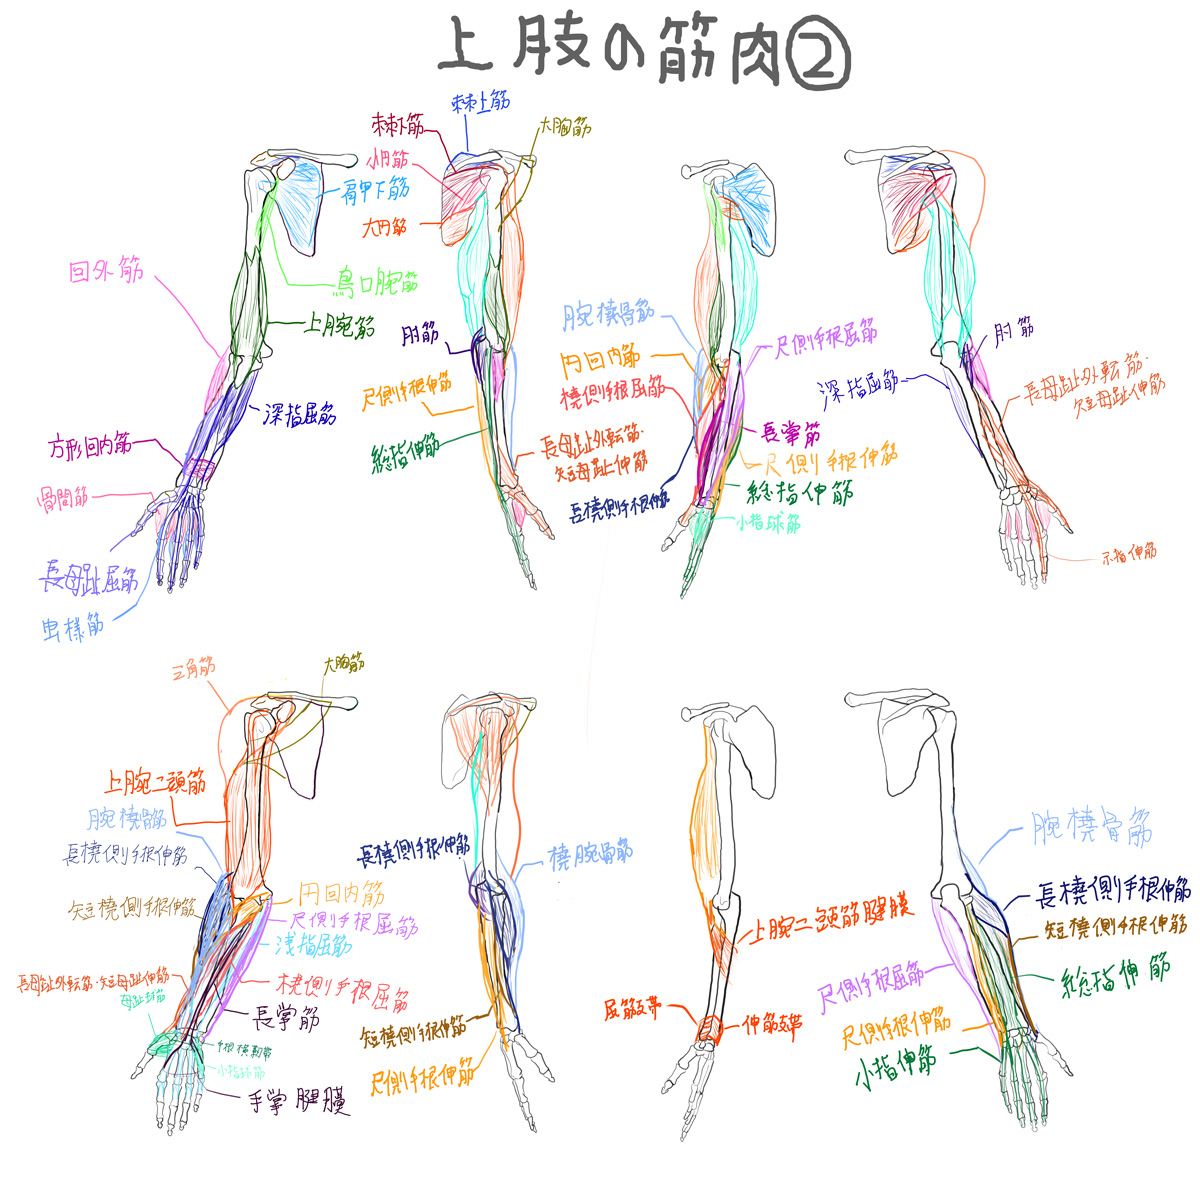 上肢の筋肉②
棘上筋
棘下筋
大胸筋
小円筋
肩甲下筋
大円筋
回外筋
烏口腕筋
上腕筋
肘筋
腕橈骨筋
尺側手根屈筋
肘筋
円回内筋
尺側手根伸筋
橈側手根屈筋
深指屈筋
長母趾外転筋・
短母趾伸筋
深指屈筋
方形回内筋
総指伸筋
長母趾外転筋・
短母趾伸筋
長掌筋
尺側手根伸筋
骨間筋
長橈側手根伸筋
総指伸筋
小指球筋
示指伸筋
長母趾屈筋
虫様筋
三角筋
大胸筋
上腕二頭筋
腕橈骨筋
長橈側手根伸筋
長橈側手根伸筋
橈腕骨筋
腕橈骨筋
円回内筋
長橈側手根伸筋
短橈側手根伸筋
尺側手根屈筋
上腕二頭筋腱膜
短橈側手根伸筋
浅指屈筋
総指伸筋
長母趾外転筋・短母趾伸筋
母趾球筋
橈側手根屈筋
尺側手根屈筋
長掌筋
屈筋支帯
伸筋支帯
短橈側手根伸筋
尺側手根伸筋
手根横靭帯
小指球筋
尺側手根伸筋
小指伸筋
手掌腱膜